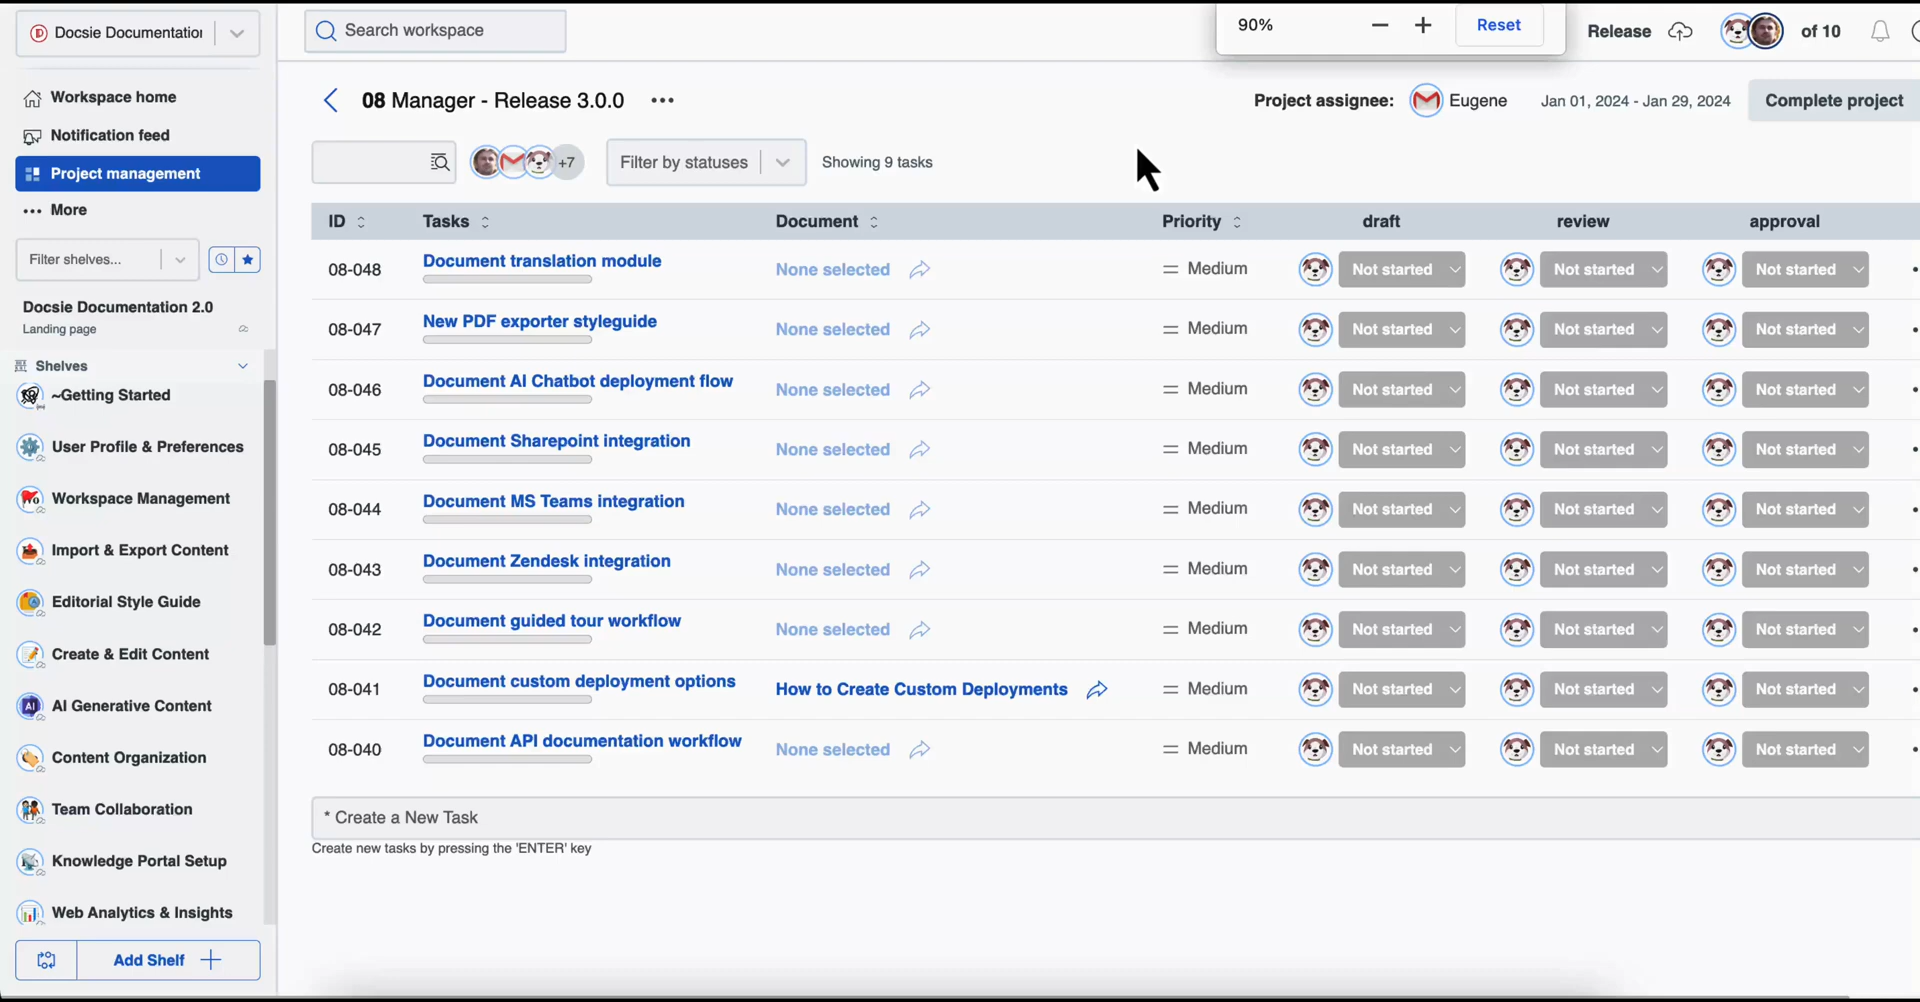 Docsie Documentation
Search workspace
90%
Reset
Release
of 10
Workspace home
Notification feed
Project management
More
Filter shelves...
Docsie Documentation 2.0
Landing page
Shelves
~Getting Started
User Profile & Preferences
Workspace Management
Import & Export Content
Editorial Style Guide
Create & Edit Content
AI Generative Content
Content Organization
Team Collaboration
Knowledge Portal Setup
Web Analytics & Insights
Add Shelf
08 Manager - Release 3.0.0
Project assignee: Eugene Jan 01, 2024 - Jan 29, 2024 Complete project
+7 Filter by statuses Showing 9 tasks
ID Tasks Document Priority draft review approval
08-048 Document translation module None selected Medium Not started Not started Not started
08-047 New PDF exporter styleguide None selected Medium Not started Not started Not started
08-046 Document AI Chatbot deployment flow None selected Medium Not started Not started Not started
08-045 Document Sharepoint integration None selected Medium Not started Not started Not started
08-044 Document MS Teams integration None selected Medium Not started Not started Not started
08-043 Document Zendesk integration None selected Medium Not started Not started Not started
08-042 Document guided tour workflow None selected Medium Not started Not started Not started
08-041 Document custom deployment options How to Create Custom Deployments Medium Not started Not started Not started
08-040 Document API documentation workflow None selected Medium Not started Not started Not started
* Create a New Task
Create new tasks by pressing the 'ENTER' key